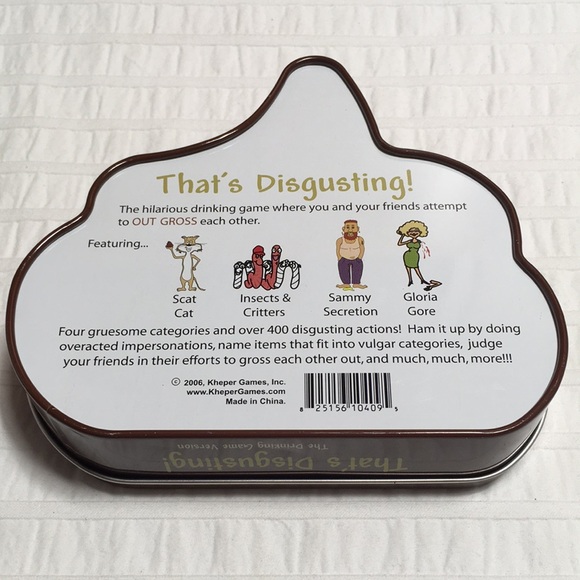 That's Disgusting!
The hilarious drinking game where you and your friends attempt
to OUT GROSS each other.
Featuring...
Scat
Cat
Insects &
Critters
Sammy
Secretion
Gloria
Gore
Four gruesome categories and over 400 disgusting actions! Ham it up by doing
overacted impersonations, name items that fit into vulgar categories, judge
your friends in their efforts to gross each other out, and much, much, more!!!
© 2006, Kheper Games, Inc.
www.KheperGames.com
Made in China.
8 25156 10409 5
That's Disgusting!
The Drinking Game Version